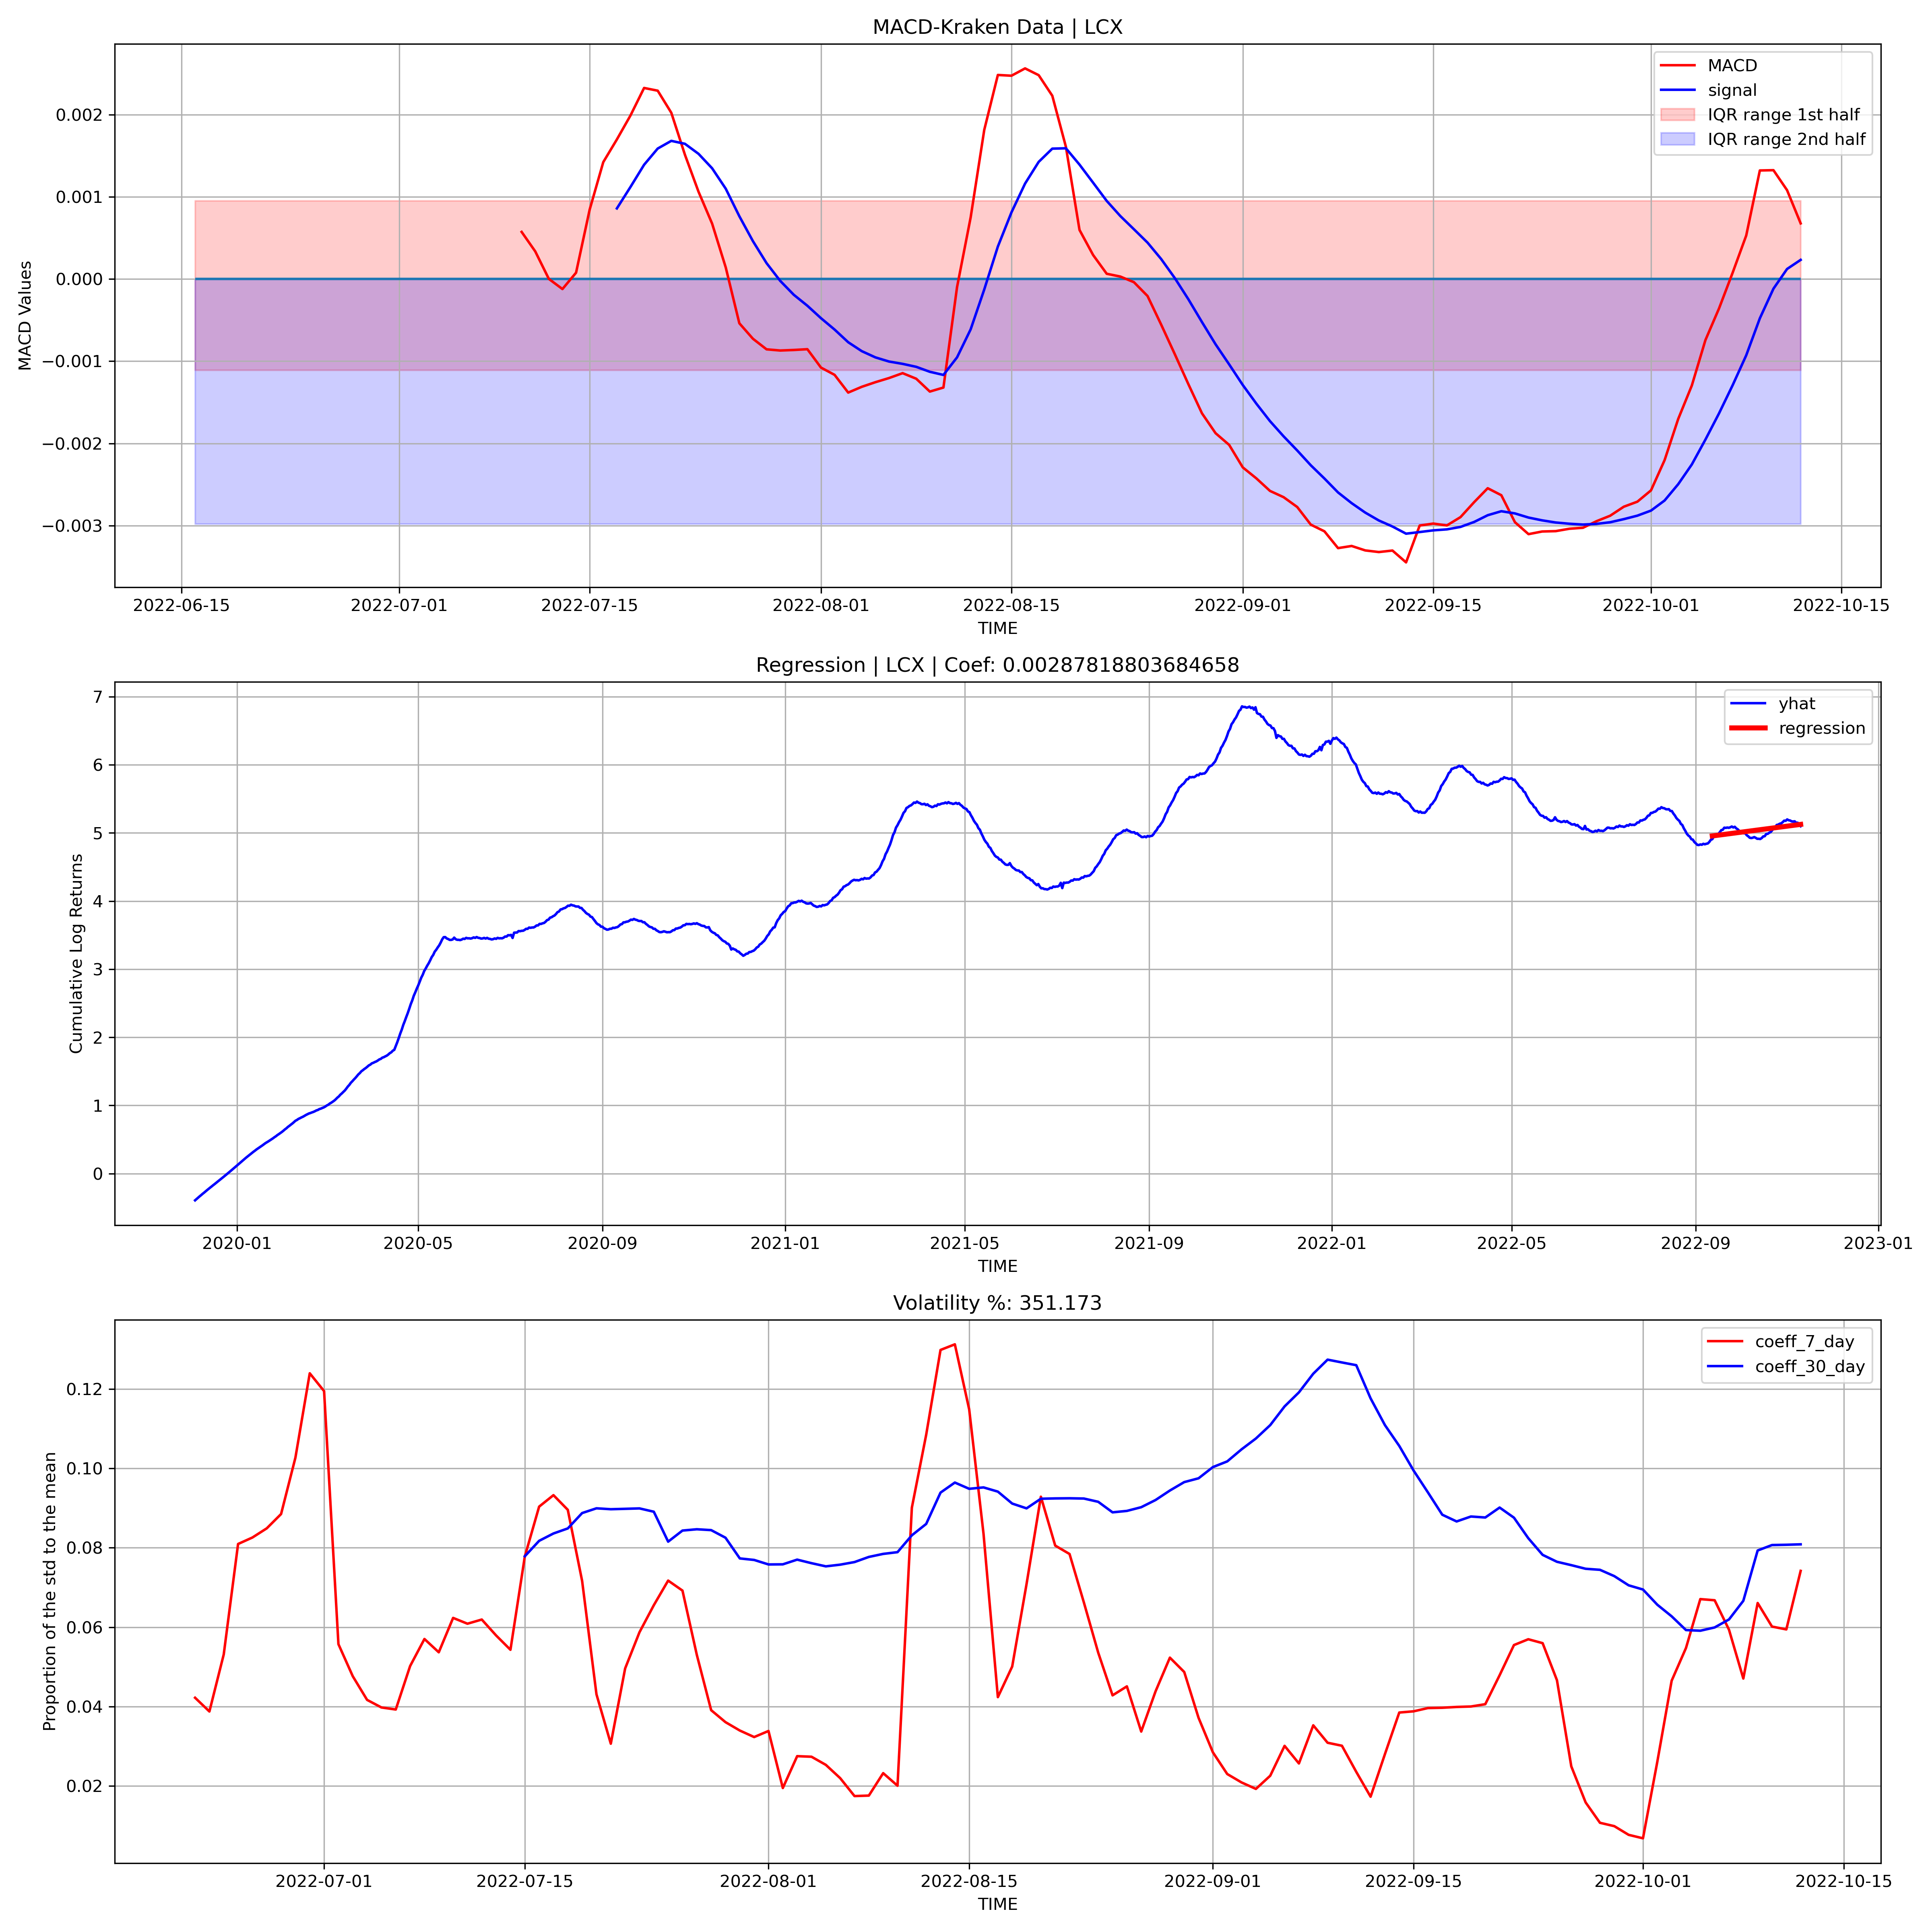 MACD-Kraken Data | LCX
MACD
signal
IQR range 1st half
IQR range 2nd half
0.002
0.001
0.000
−0.001
−0.002
−0.003
MACD Values
2022-06-15 2022-07-01 2022-07-15 2022-08-01 2022-08-15 2022-09-01 2022-09-15 2022-10-01 2022-10-15
TIME
Regression | LCX | Coef: 0.00287818803684658
yhat
regression
7
6
5
4
3
2
1
0
Cumulative Log Returns
2020-01 2020-05 2020-09 2021-01 2021-05 2021-09 2022-01 2022-05 2022-09 2023-01
TIME
Volatility %: 351.173
coeff_7_day
coeff_30_day
0.12
0.10
0.08
0.06
0.04
0.02
Proportion of the std to the mean
2022-07-01 2022-07-15 2022-08-01 2022-08-15 2022-09-01 2022-09-15 2022-10-01 2022-10-15
TIME